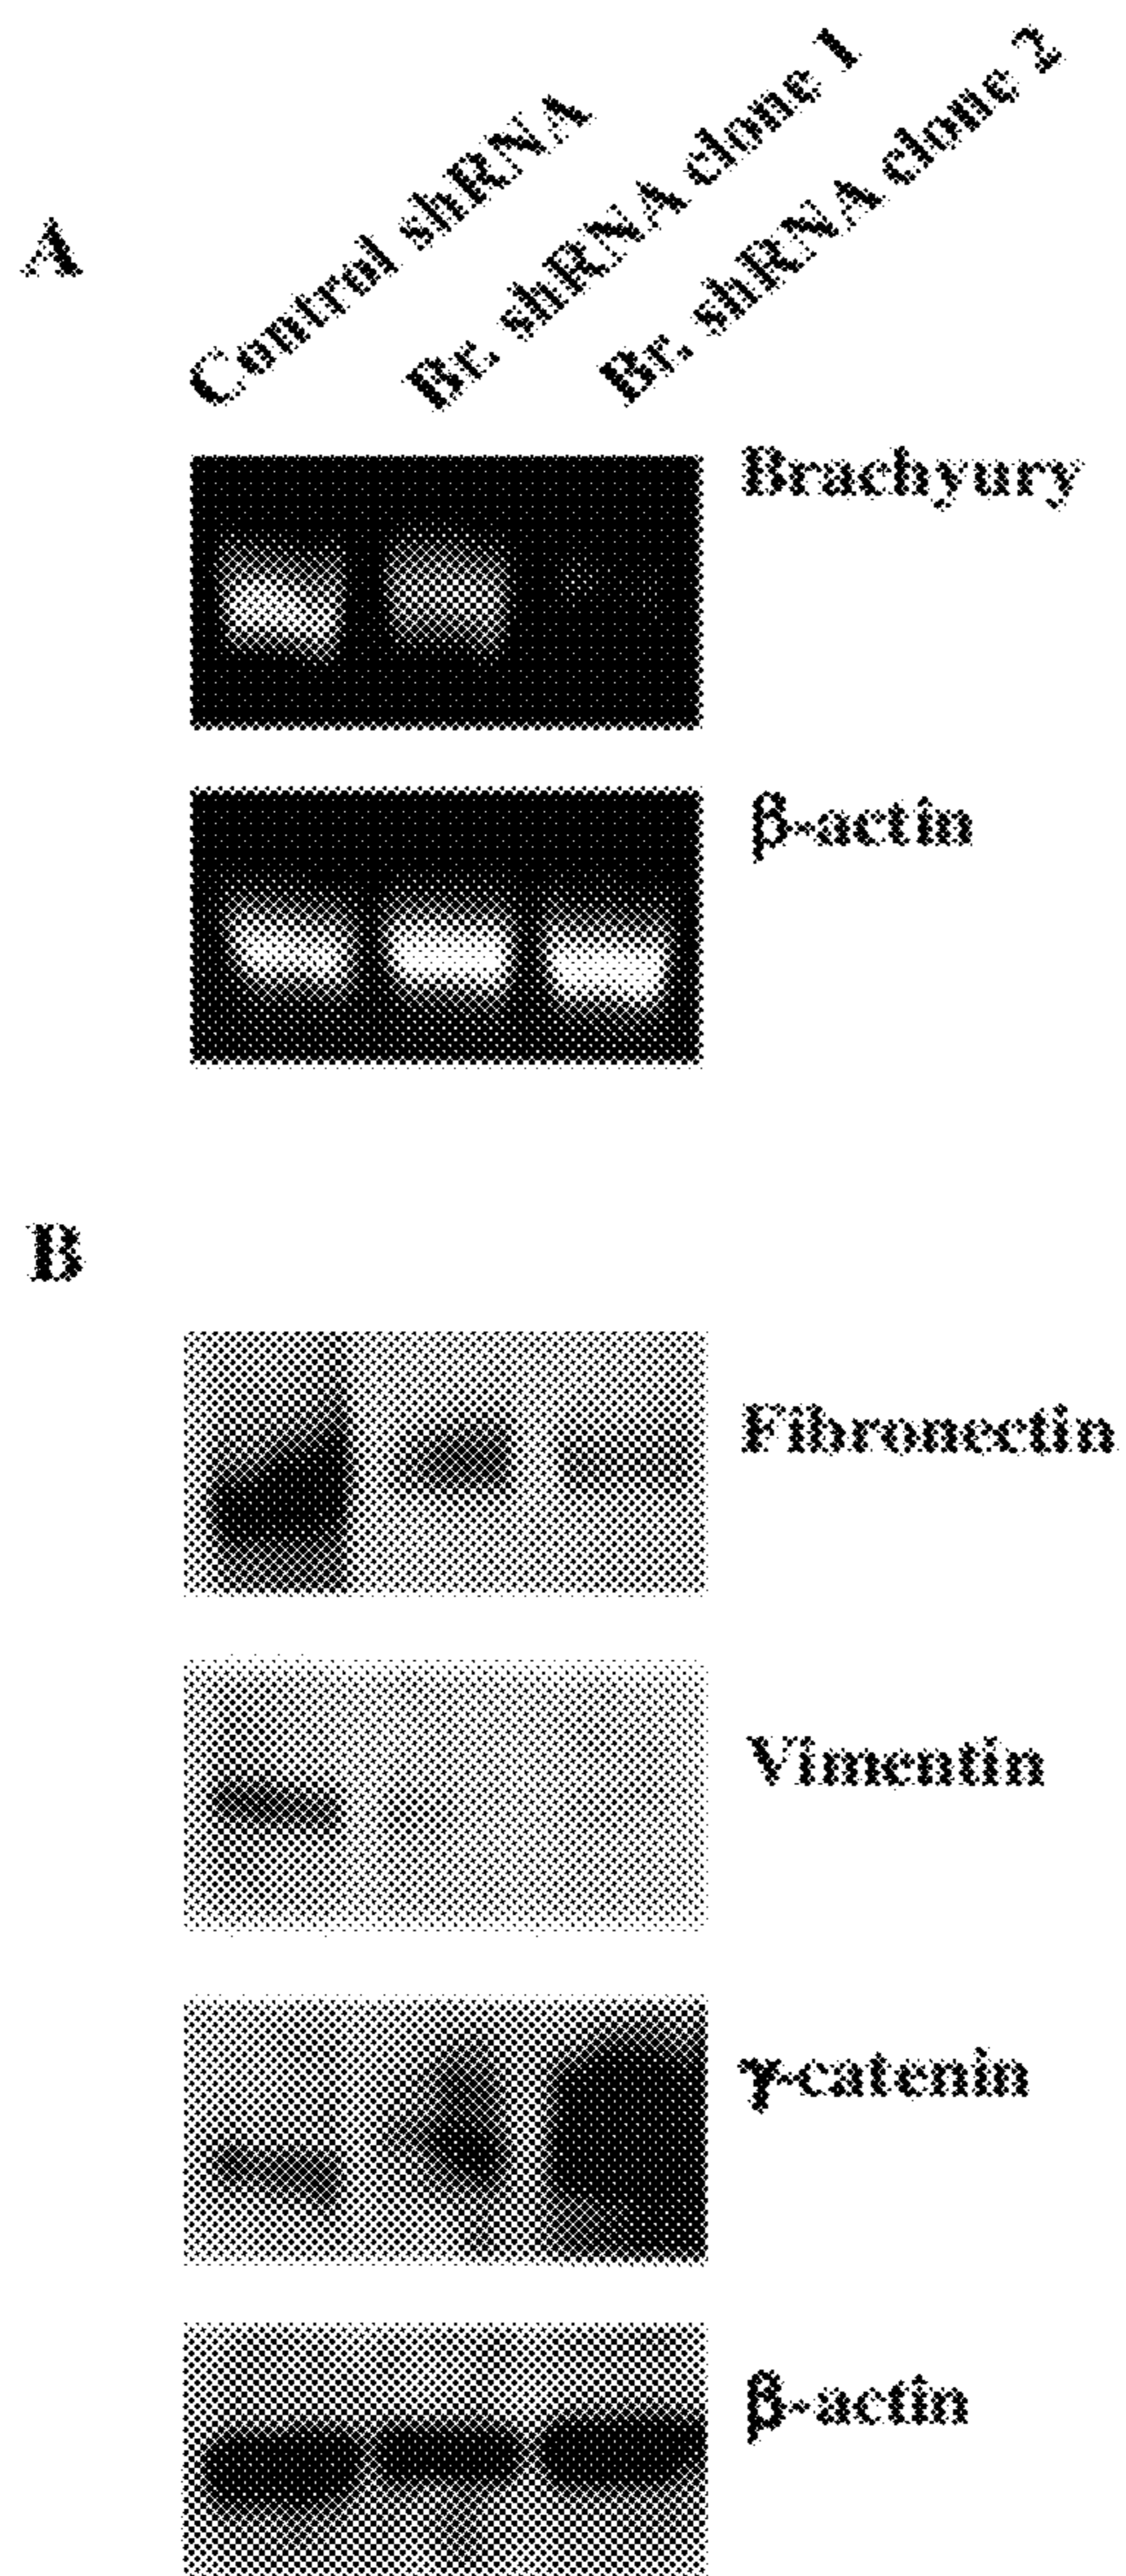 A
Control shRNA
Br. shRNA clone 1
Br. shRNA clone 2
Brachyury
β-actin
B
Fibronectin
Vimentin
γ-catenin
β-actin